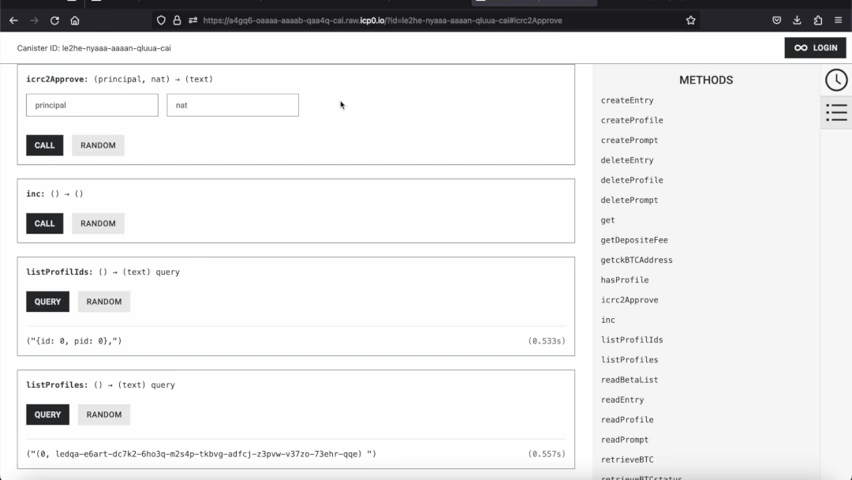 https://a4gq6-oaaaa-aaaab-qaa4q-cai.raw.icp0.io/?id=le2he-nyaaa-aaaan-qluua-cai#icrc2Approve
Canister ID: le2he-nyaaa-aaaan-qluua-cai
LOGIN
icrc2Approve: (principal, nat) → (text)
principal
nat
CALL
RANDOM
inc: () → ()
CALL
RANDOM
listProfilIds: () → (text) query
QUERY
RANDOM
("{id: 0, pid: 0},")
(0.533s)
listProfiles: () → (text) query
QUERY
RANDOM
("(0, ledqa-e6art-dc7k2-6ho3q-m2s4p-tkbvg-adfcj-z3pvw-v37zo-73ehr-qqe) ")
(0.557s)
METHODS
createEntry
createProfile
createPrompt
deleteEntry
deleteProfile
deletePrompt
get
getDepositeFee
getckBTCAddress
hasProfile
icrc2Approve
inc
listProfilIds
listProfiles
readBetaList
readEntry
readProfile
readPrompt
retrieveBTC
retrieveBTCstatus